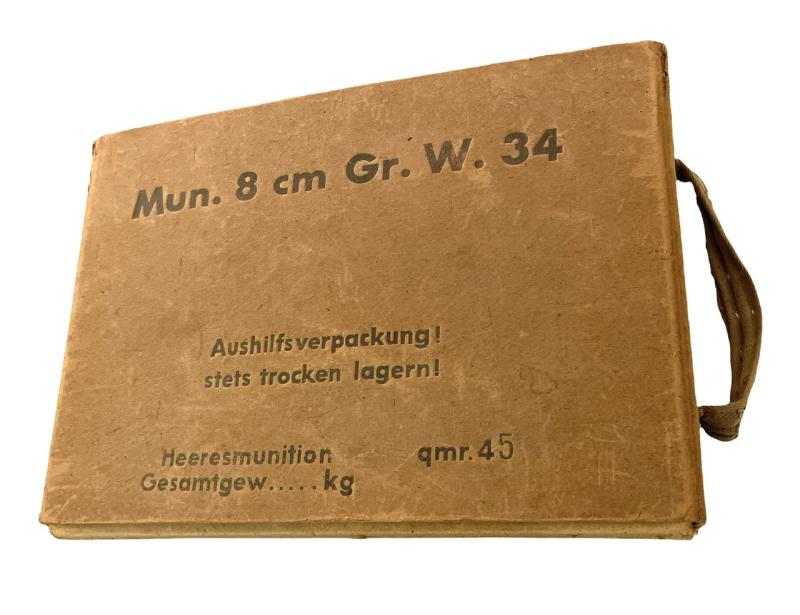 Mun. 8 cm Gr. W. 34
Aushilfsverpackung!
stets trocken lagern!
Heeresmunition qmr. 45
Gesamtgew.....kg